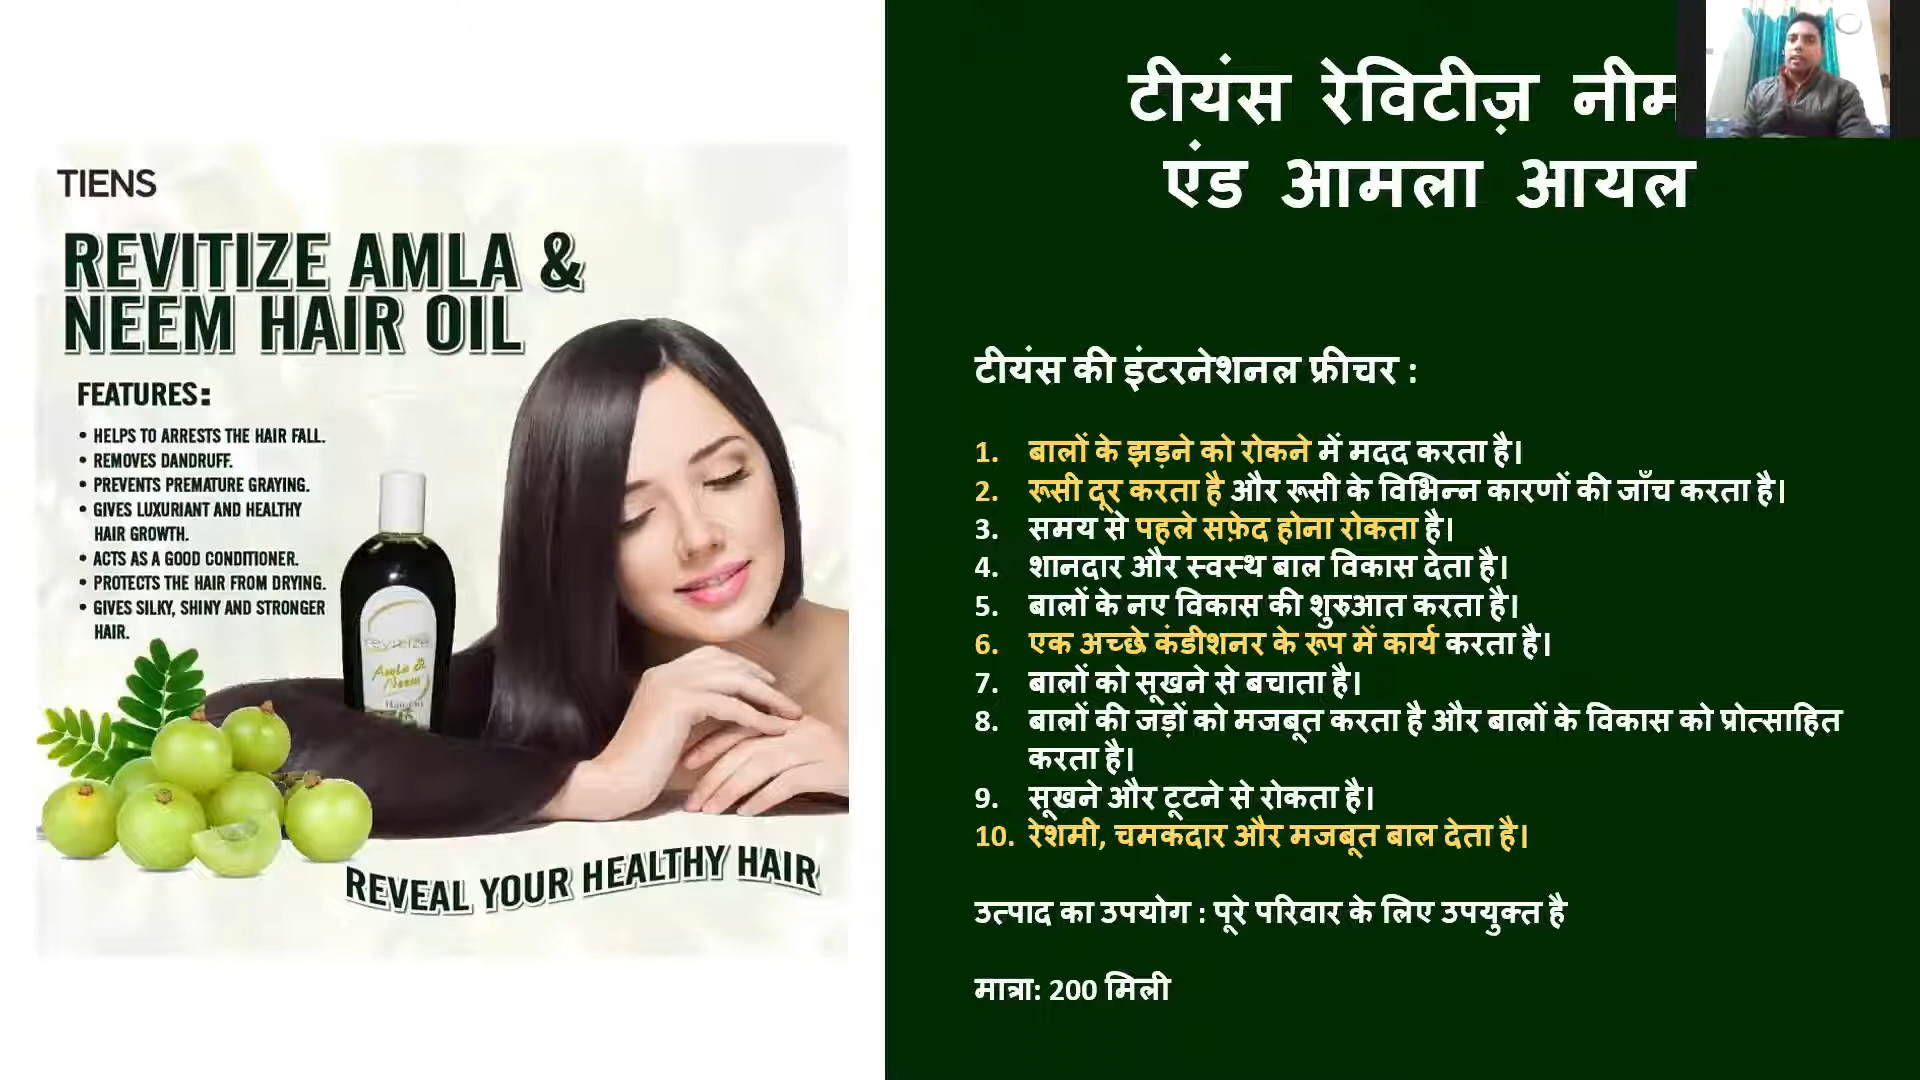 TIENS
REVITIZE AMLA &
NEEM HAIR OIL
FEATURES:
• HELPS TO ARRESTS THE HAIR FALL.
• REMOVES DANDRUFF.
• PREVENTS PREMATURE GRAYING.
• GIVES LUXURIANT AND HEALTHY
HAIR GROWTH.
• ACTS AS A GOOD CONDITIONER.
• PROTECTS THE HAIR FROM DRYING.
• GIVES SILKY, SHINY AND STRONGER
HAIR.
revitize
Amla &
Neem
Hair oil
REVEAL YOUR HEALTHY HAIR
टीयंस रेविटीज़ नीम
एंड आमला आयल
टीयंस की इंटरनेशनल फ्रीचर :
1. बालों के झड़ने को रोकने में मदद करता है।
2. रूसी दूर करता है और रूसी के विभिन्न कारणों की जाँच करता है।
3. समय से पहले सफ़ेद होना रोकता है।
4. शानदार और स्वस्थ बाल विकास देता है।
5. बालों के नए विकास की शुरुआत करता है।
6. एक अच्छे कंडीशनर के रूप में कार्य करता है।
7. बालों को सूखने से बचाता है।
8. बालों की जड़ों को मजबूत करता है और बालों के विकास को प्रोत्साहित
करता है।
9. सूखने और टूटने से रोकता है।
10. रेशमी, चमकदार और मजबूत बाल देता है।
उत्पाद का उपयोग : पूरे परिवार के लिए उपयुक्त है
मात्रा: 200 मिली